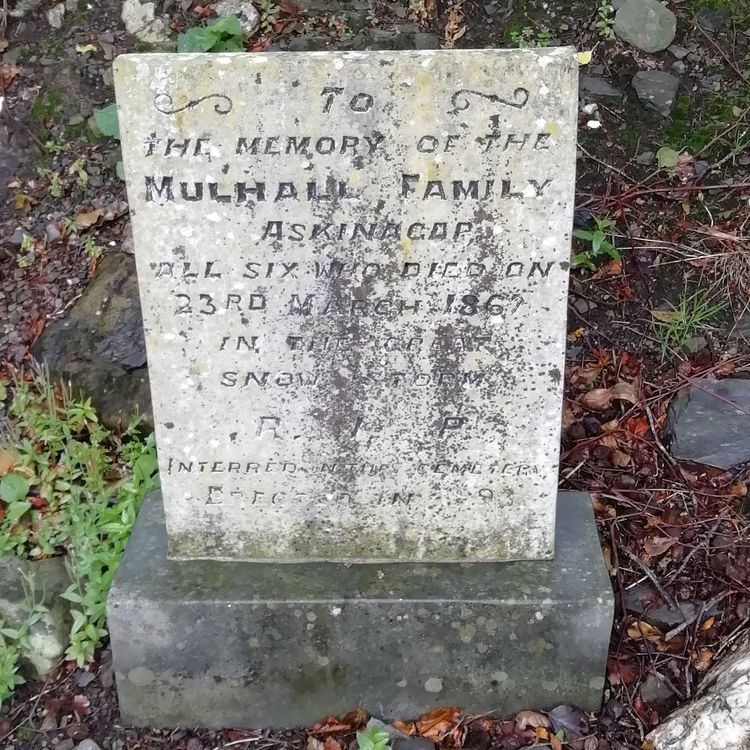 TO
THE MEMORY OF THE
MULHALL FAMILY
ASKINAGAP
ALL SIX WHO DIED ON
23RD MARCH 1867
IN THE GREAT
SNOW STORM
R. I. P
INTERRED IN THIS CEMETERY
ERECTED IN